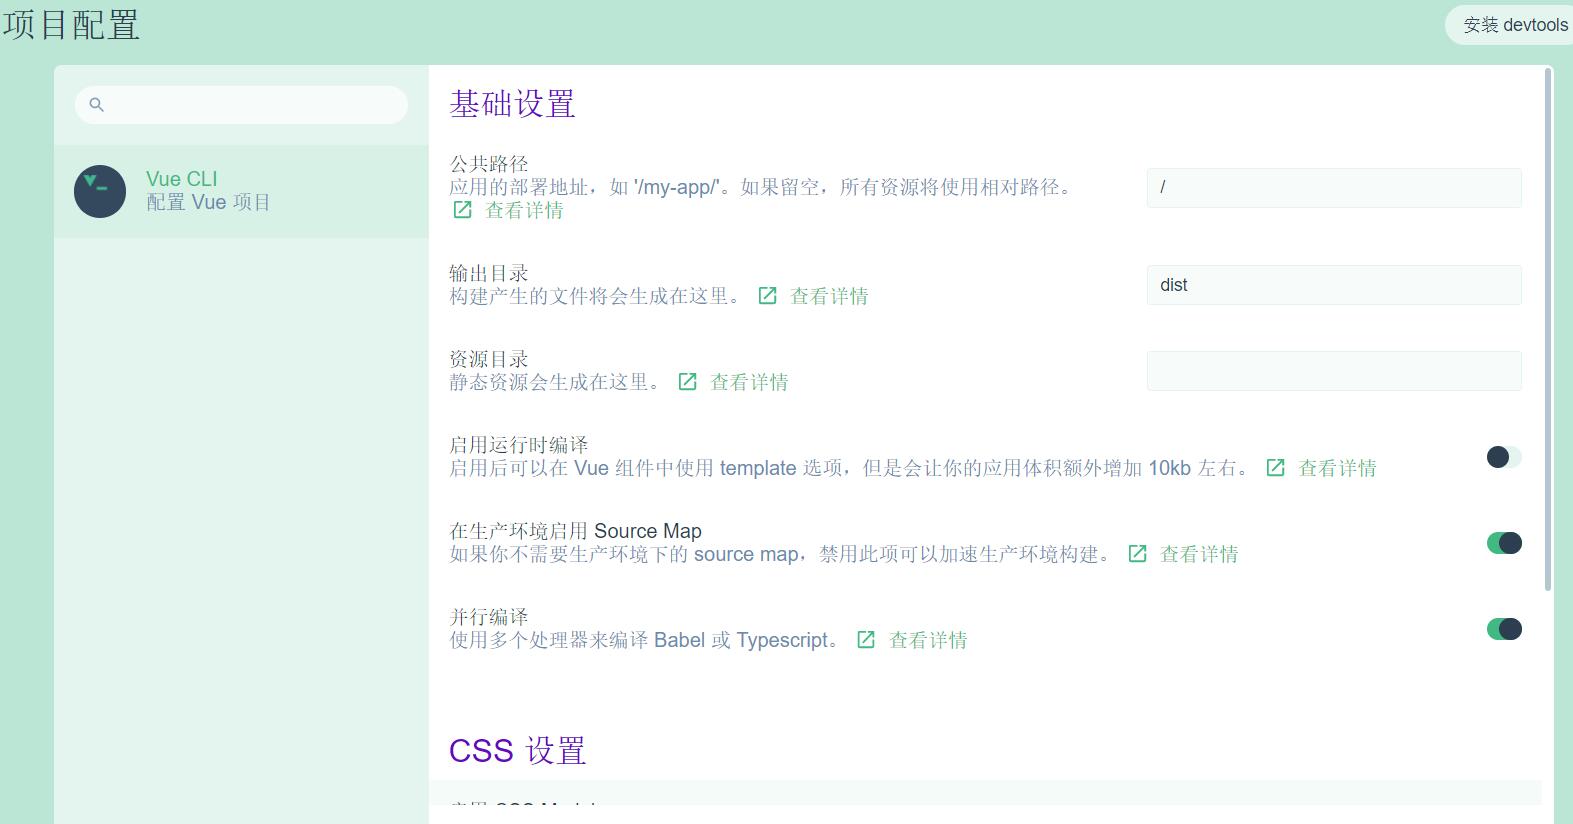 项目配置
安装 devtools
Vue CLI
配置 Vue 项目
基础设置
公共路径
应用的部署地址，如 '/my-app/'。如果留空，所有资源将使用相对路径。
查看详情
/
输出目录
构建产生的文件将会生成在这里。 查看详情
dist
资源目录
静态资源会生成在这里。 查看详情
启用运行时编译
启用后可以在 Vue 组件中使用 template 选项，但是会让你的应用体积额外增加 10kb 左右。 查看详情
在生产环境启用 Source Map
如果你不需要生产环境下的 source map，禁用此项可以加速生产环境构建。 查看详情
并行编译
使用多个处理器来编译 Babel 或 Typescript。 查看详情
CSS 设置